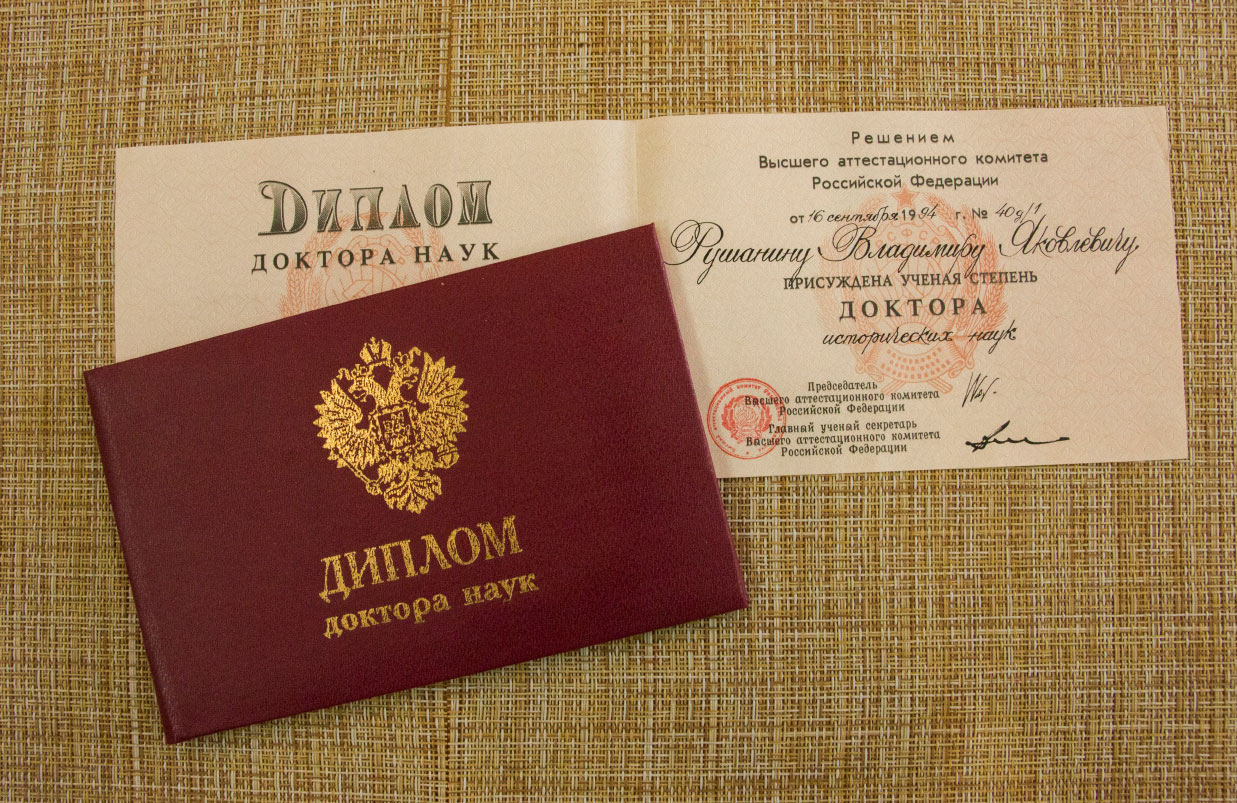 Диплом
ДОКТОРА НАУК
Решением
Высшего аттестационного комитета
Российской Федерации
от 16 сентября 1994 г. № 40д/1
Рушанину Владимиру Яковлевичу
ПРИСУЖДЕНА УЧЕНАЯ СТЕПЕНЬ
ДОКТОРА
исторических наук
Председатель
Высшего аттестационного комитета
Российской Федерации
Главный ученый секретарь
Высшего аттестационного комитета
Российской Федерации
ДИПЛОМ
доктора наук